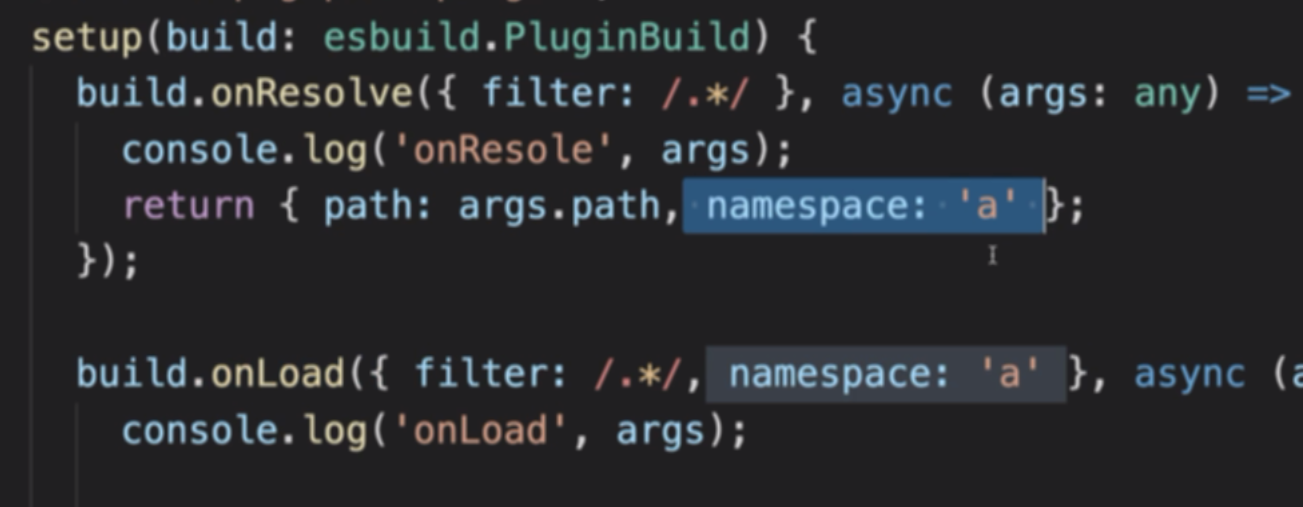 setup(build: esbuild.PluginBuild) {
build.onResolve({ filter: /.*/ }, async (args: any) =>
console.log('onResole', args);
return { path: args.path, namespace: 'a' };
});
build.onLoad({ filter: /.*/, namespace: 'a' }, async (a
console.log('onLoad', args);